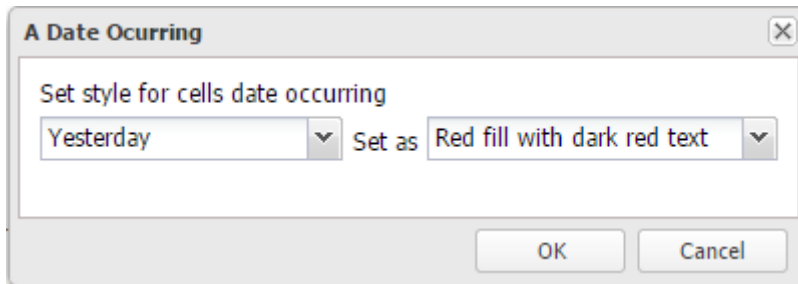 A Date Ocurring
Set style for cells date occurring
Yesterday Set as Red fill with dark red text
OK Cancel